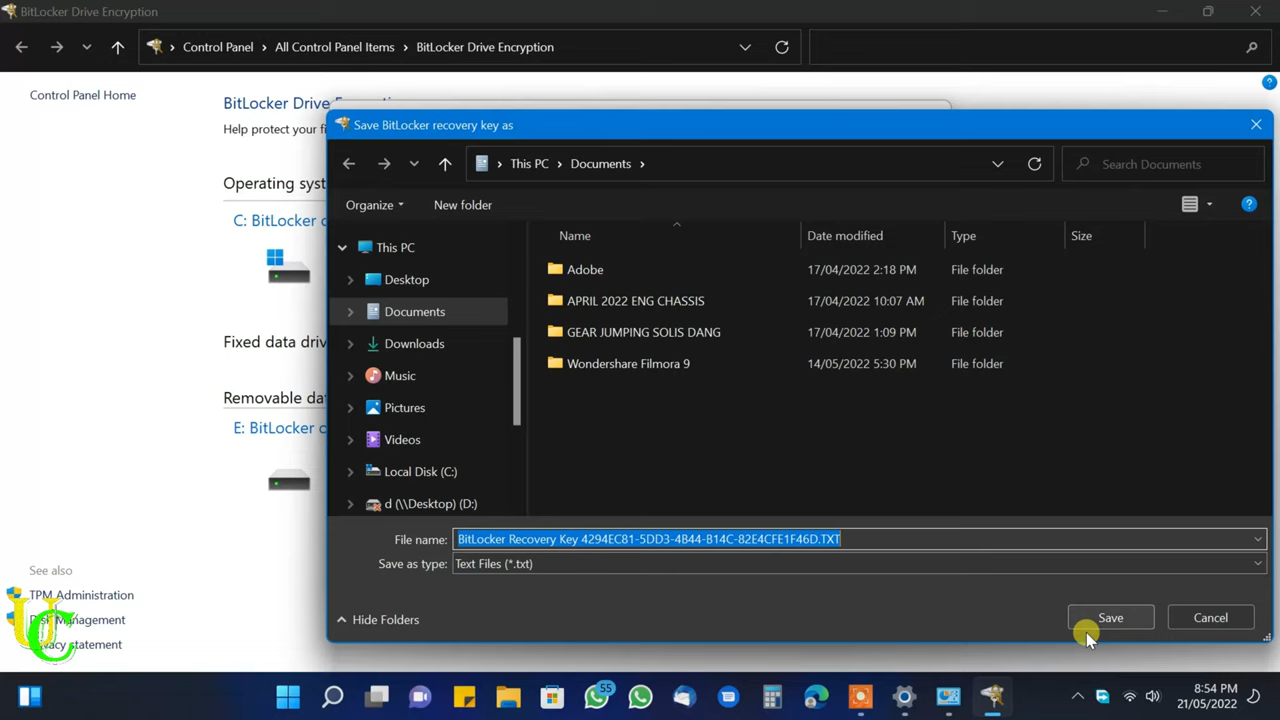 BitLocker Drive Encryption
Control Panel > All Control Panel Items > BitLocker Drive Encryption
Control Panel Home
BitLocker Drive
Help protect your fi
Operating syst
C: BitLocker o
Fixed data driv
Removable dat
E: BitLocker o
See also
TPM Administration
Disk Management
Privacy statement
UC
Save BitLocker recovery key as
This PC > Documents >
Search Documents
Organize
New folder
This PC
Desktop
Documents
Downloads
Music
Pictures
Videos
Local Disk (C:)
d (\\Desktop) (D:)
Name Date modified Type Size
Adobe 17/04/2022 2:18 PM File folder
APRIL 2022 ENG CHASSIS 17/04/2022 10:07 AM File folder
GEAR JUMPING SOLIS DANG 17/04/2022 1:09 PM File folder
Wondershare Filmora 9 14/05/2022 5:30 PM File folder
File name: BitLocker Recovery Key 4294EC81-5DD3-4B44-B14C-82E4CFE1F46D.TXT
Save as type: Text Files (*.txt)
Hide Folders
Save
Cancel
55
8:54 PM
21/05/2022